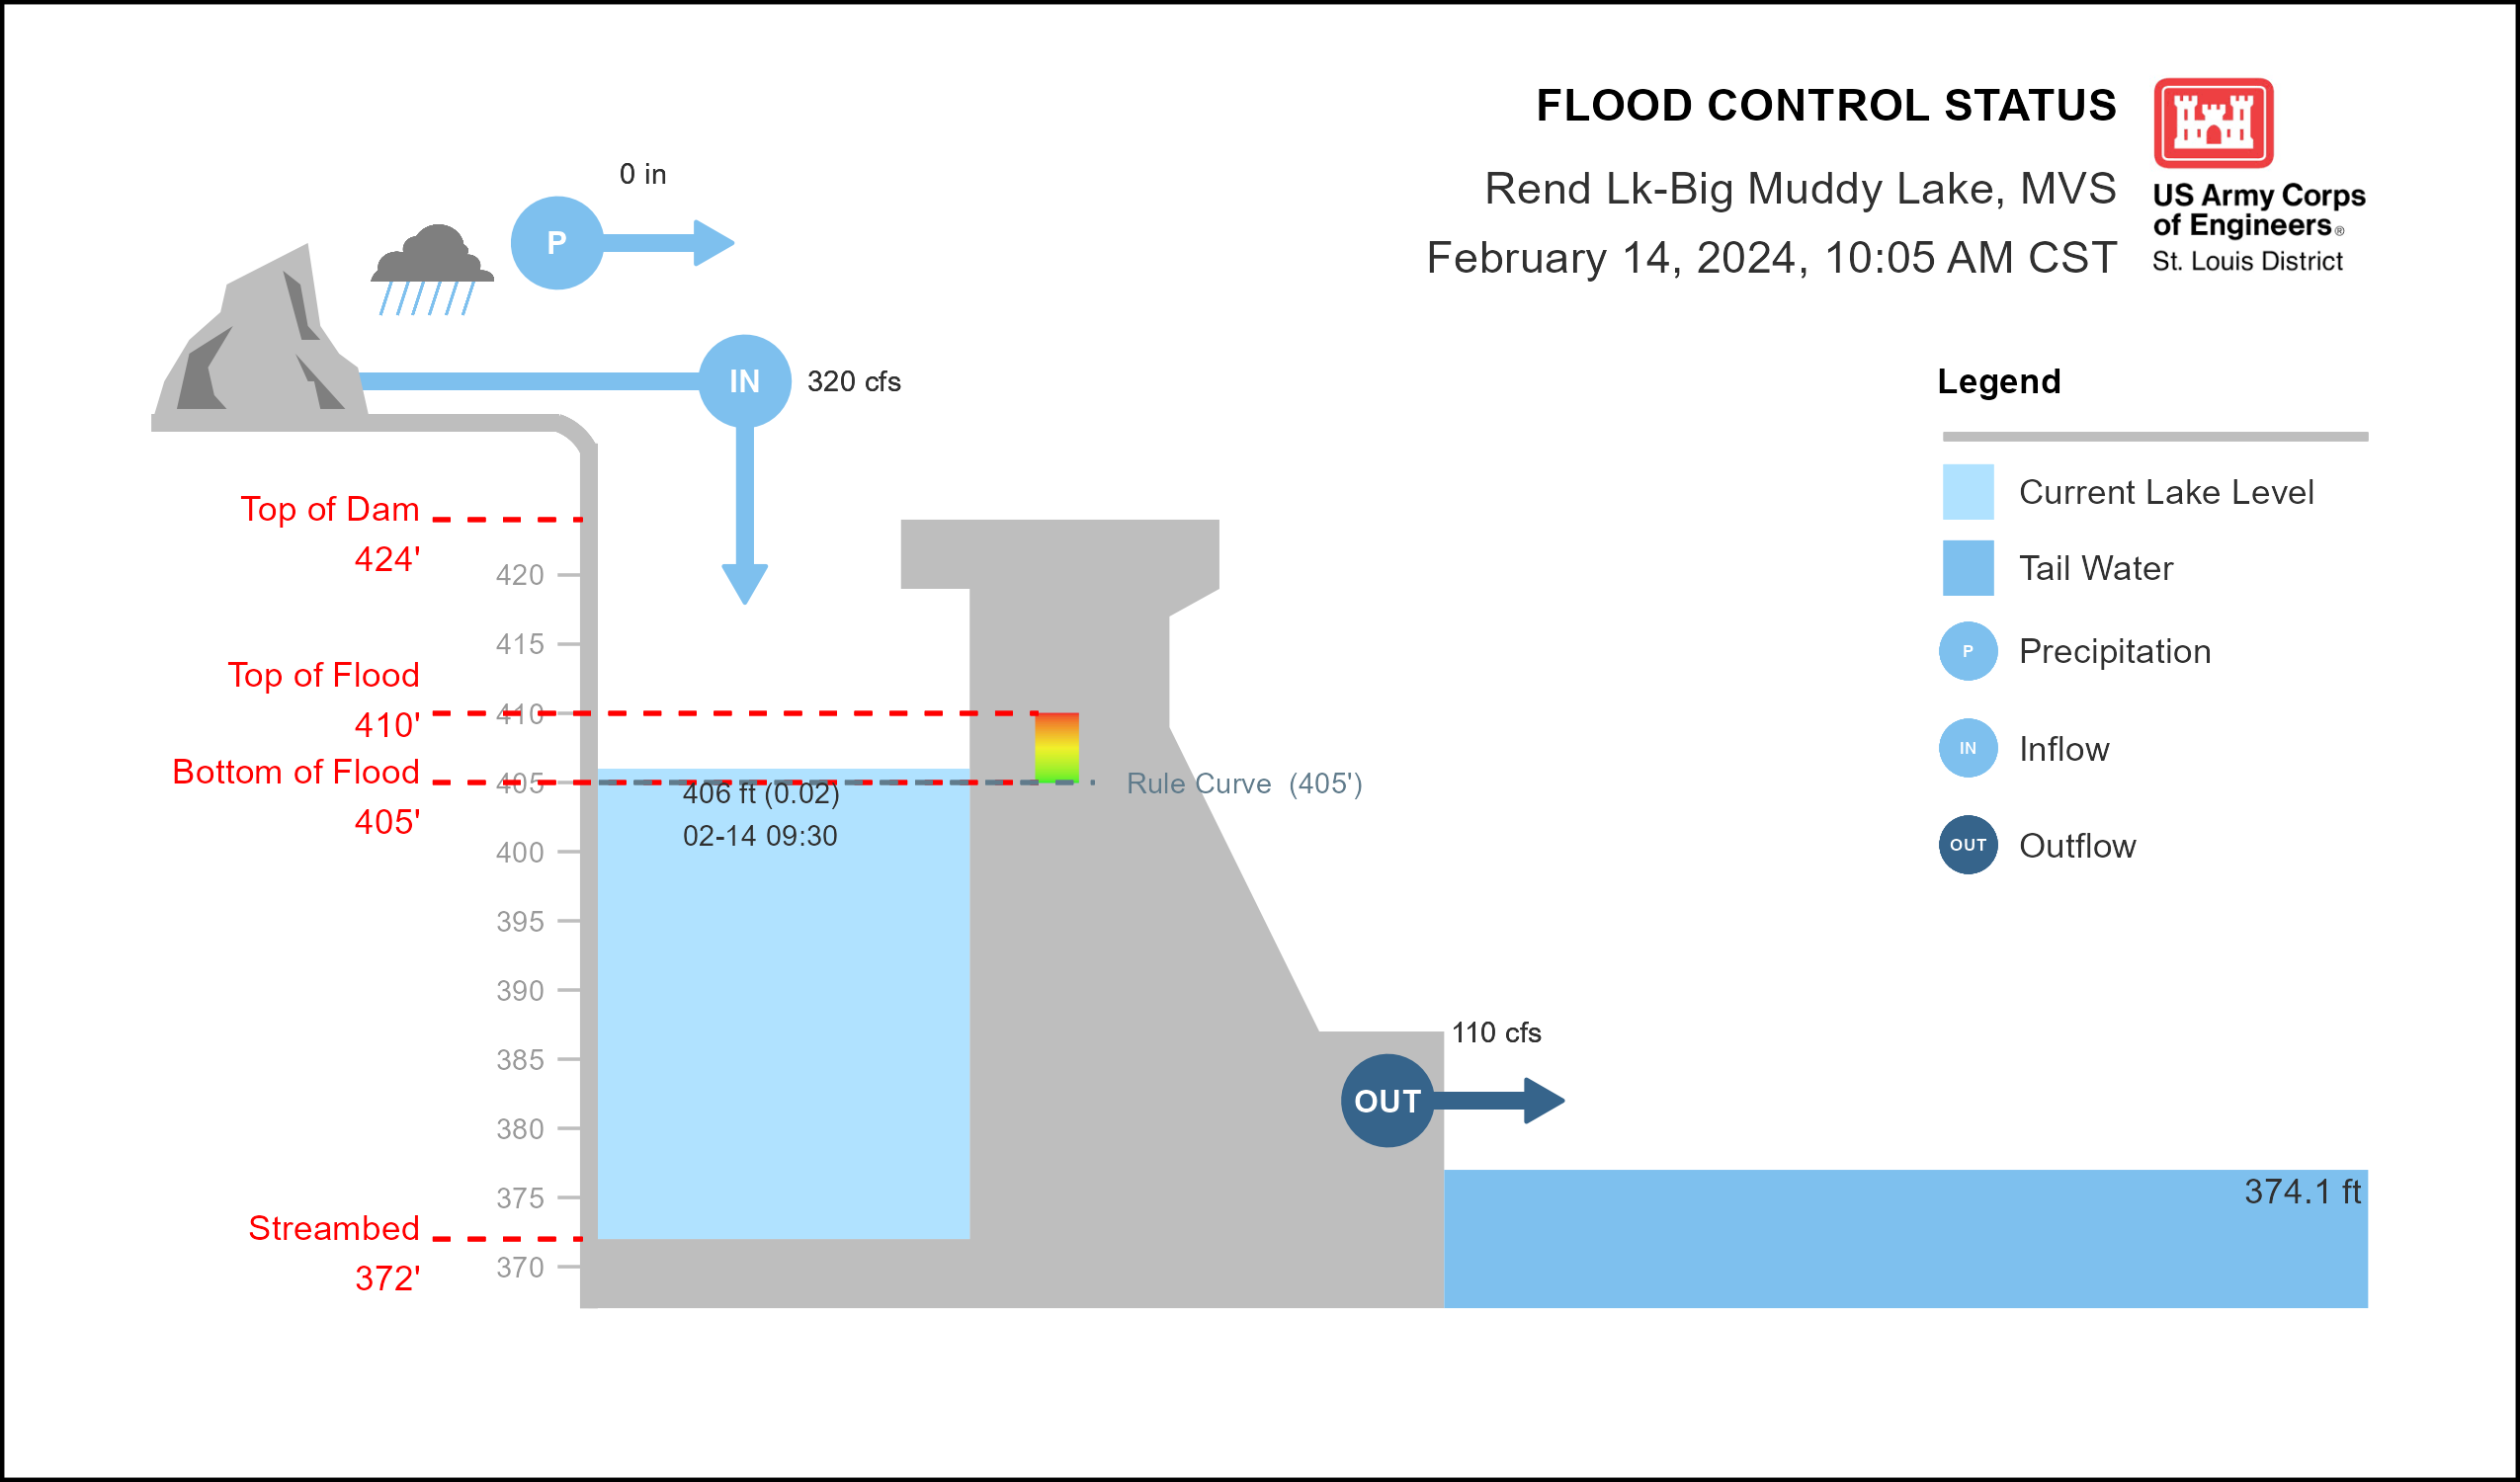 FLOOD CONTROL STATUS
Rend Lk-Big Muddy Lake, MVS
February 14, 2024, 10:05 AM CST
US Army Corps
of Engineers®
St. Louis District
0 in
P
IN
320 cfs
Legend
Current Lake Level
Tail Water
P Precipitation
IN Inflow
OUT Outflow
Top of Dam
424'
420
415
Top of Flood
410'
410
Bottom of Flood
405'
405
Rule Curve (405')
406 ft (0.02)
02-14 09:30
400
395
390
385
380
375
370
110 cfs
OUT
374.1 ft
Streambed
372'